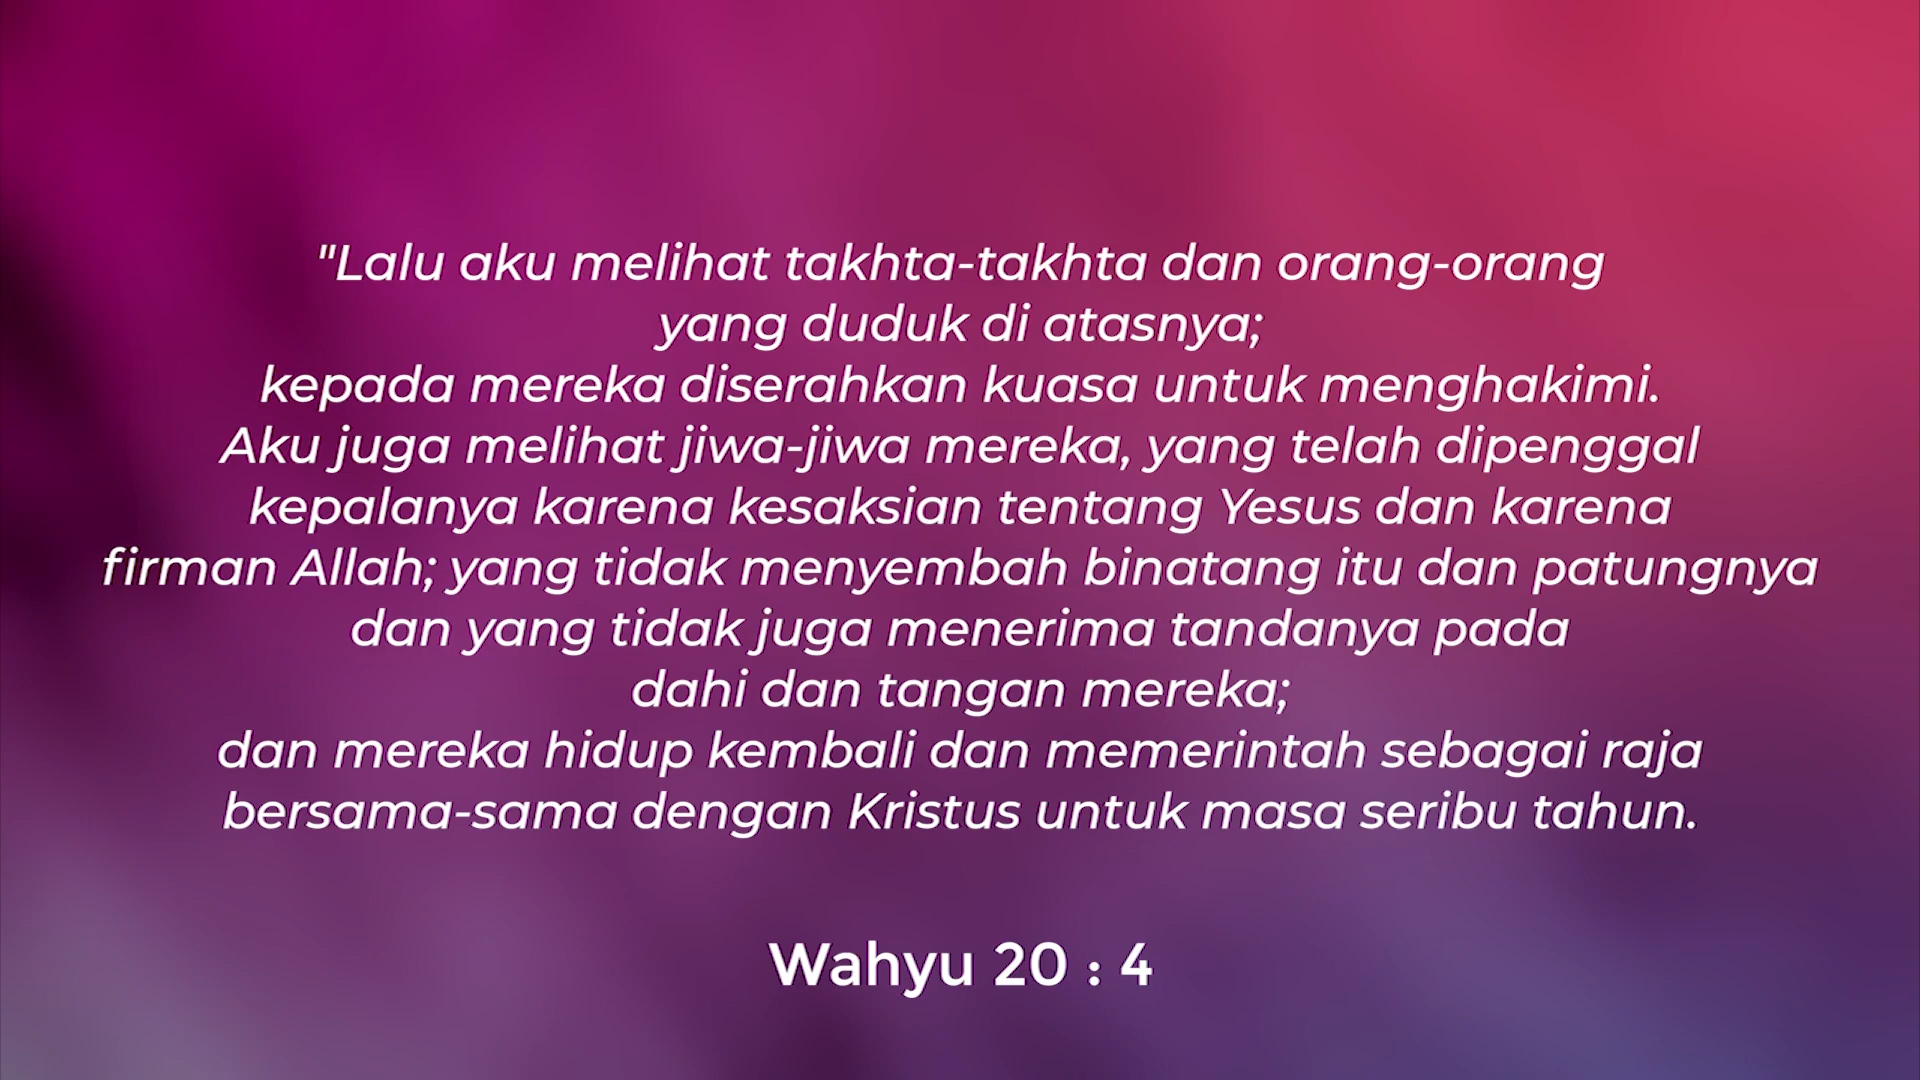 "Lalu aku melihat takhta-takhta dan orang-orang
yang duduk di atasnya;
kepada mereka diserahkan kuasa untuk menghakimi.
Aku juga melihat jiwa-jiwa mereka, yang telah dipenggal
kepalanya karena kesaksian tentang Yesus dan karena
firman Allah; yang tidak menyembah binatang itu dan patungnya
dan yang tidak juga menerima tandanya pada
dahi dan tangan mereka;
dan mereka hidup kembali dan memerintah sebagai raja
bersama-sama dengan Kristus untuk masa seribu tahun.
Wahyu 20 : 4